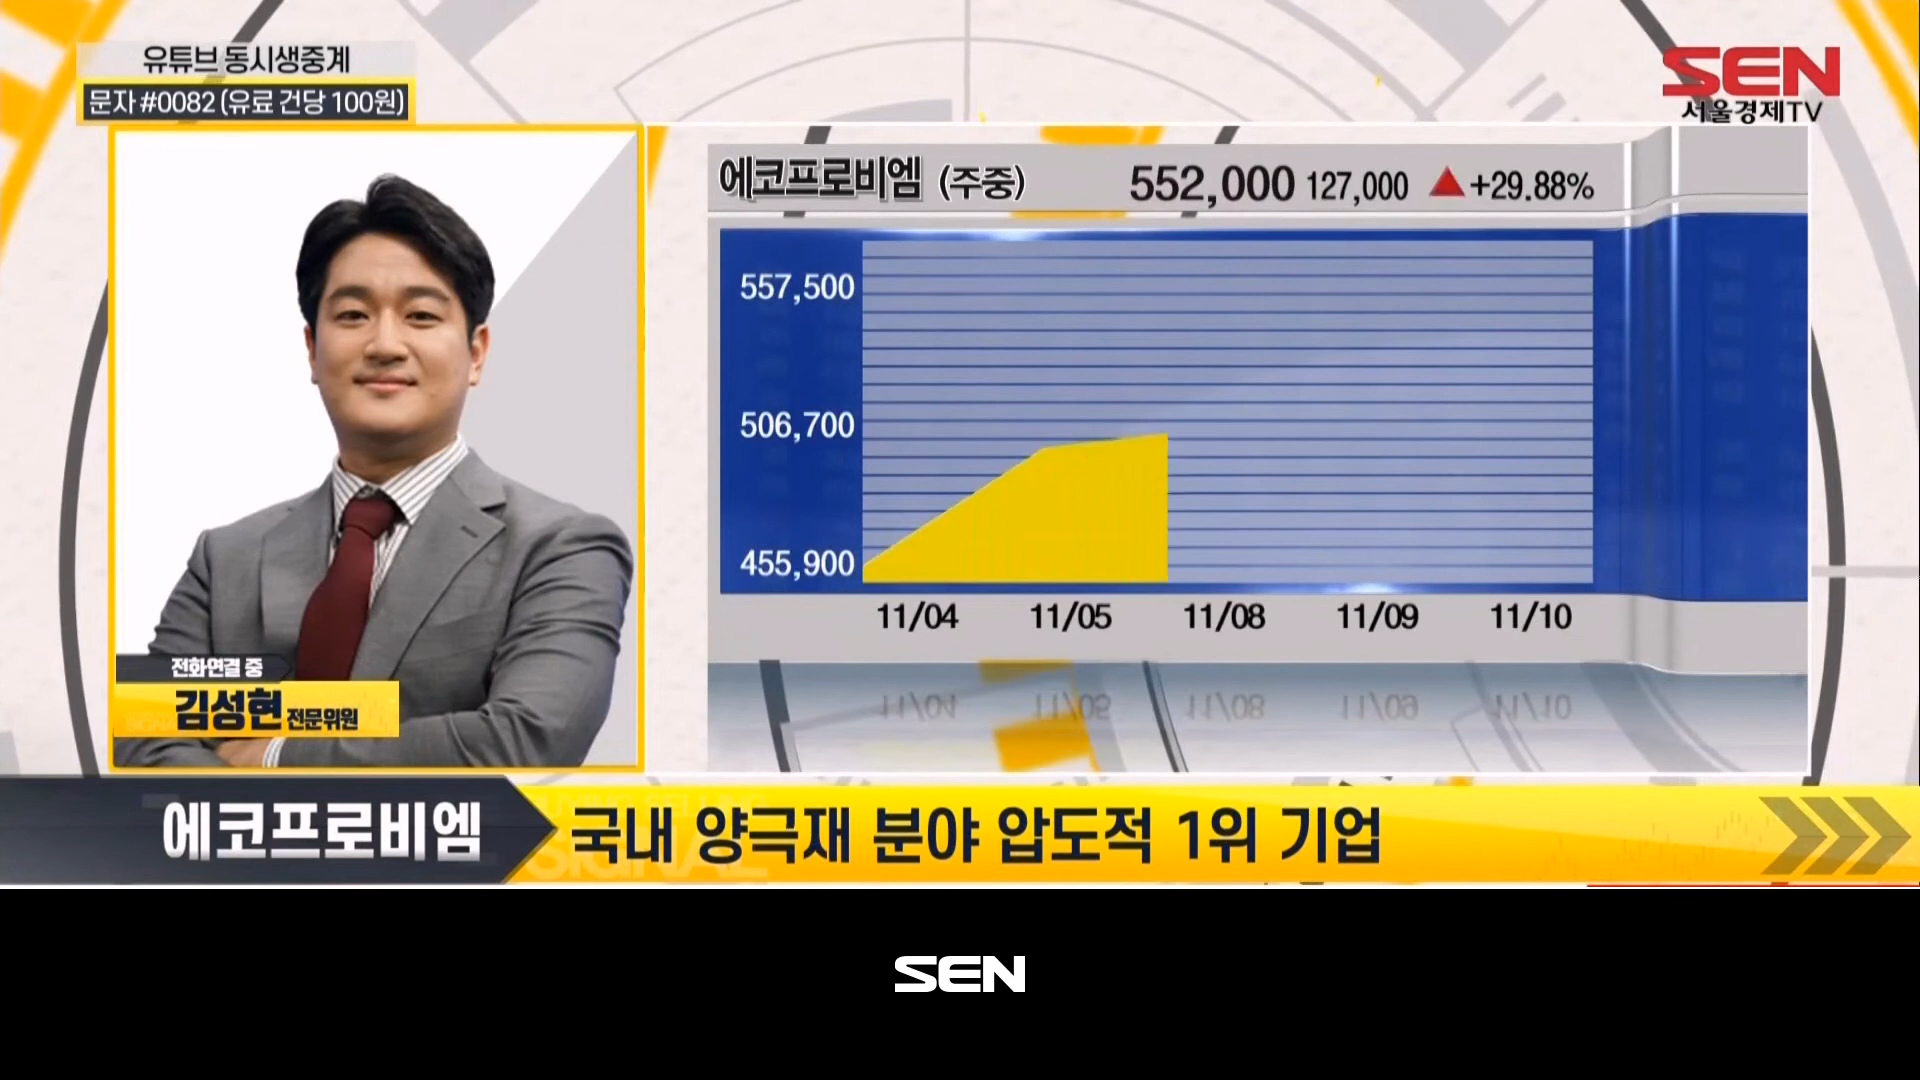 유튜브 동시생중계
문자 #0082 (유료 건당 100원)
SEN
서울경제TV
에코프로비엠 (주중) 552,000 127,000 ▲ +29.88%
557,500
506,700
455,900
11/04 11/05 11/08 11/09 11/10
전화연결 중
김성현 전문위원
에코프로비엠 국내 양극재 분야 압도적 1위 기업
SEN